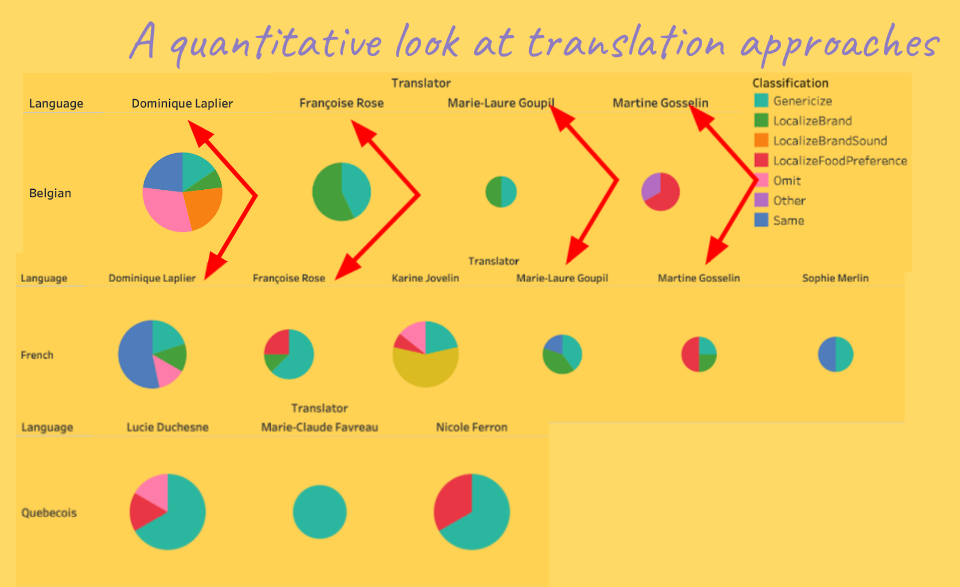 A quantitative look at translation approaches
Translator
Language Dominique Laplier Françoise Rose Marie-Laure Goupil Martine Gosselin
Belgian
Classification
Genericize
LocalizeBrand
LocalizeBrandSound
LocalizeFoodPreference
Omit
Other
Same
Translator
Language Dominique Laplier Françoise Rose Karine Jovelin Marie-Laure Goupil Martine Gosselin Sophie Merlin
French
Translator
Language Lucie Duchesne Marie-Claude Favreau Nicole Ferron
Quebecois